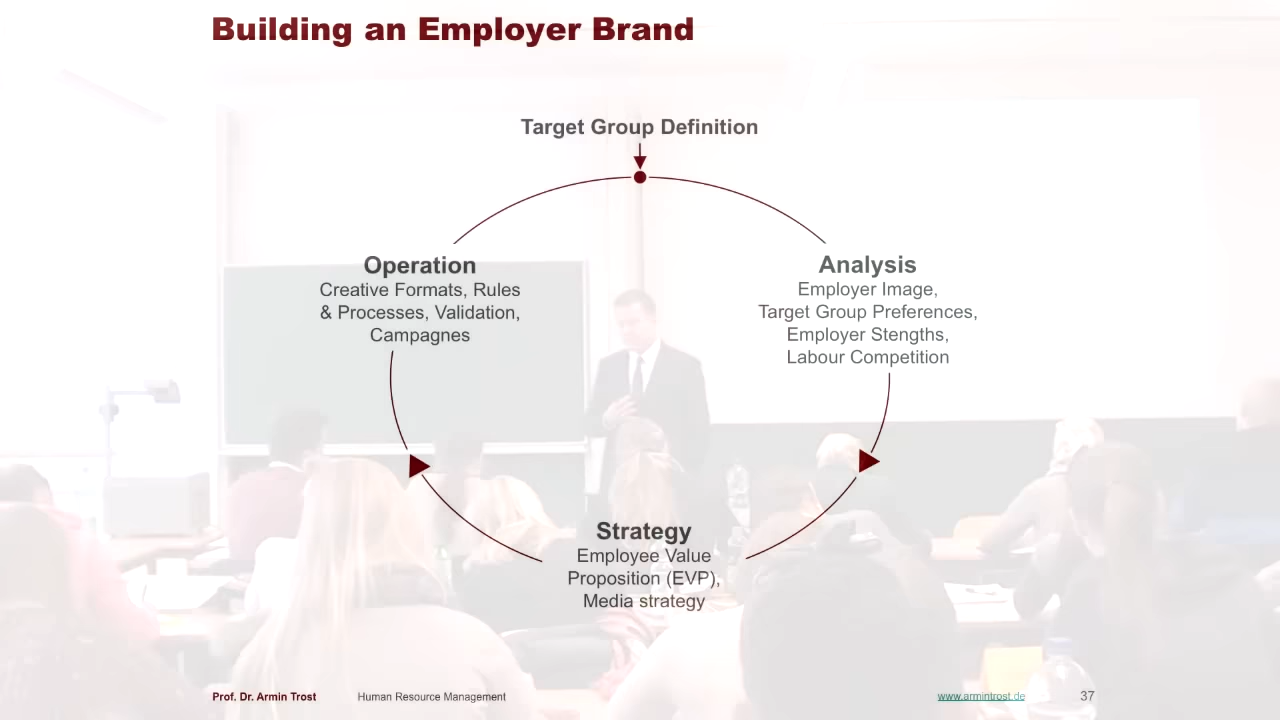 Building an Employer Brand
Target Group Definition
Operation
Creative Formats, Rules
& Processes, Validation,
Campagnes
Analysis
Employer Image,
Target Group Preferences,
Employer Stengths,
Labour Competition
Strategy
Employee Value
Proposition (EVP),
Media strategy
Prof. Dr. Armin Trost
Human Resource Management
www.armintrost.de
37